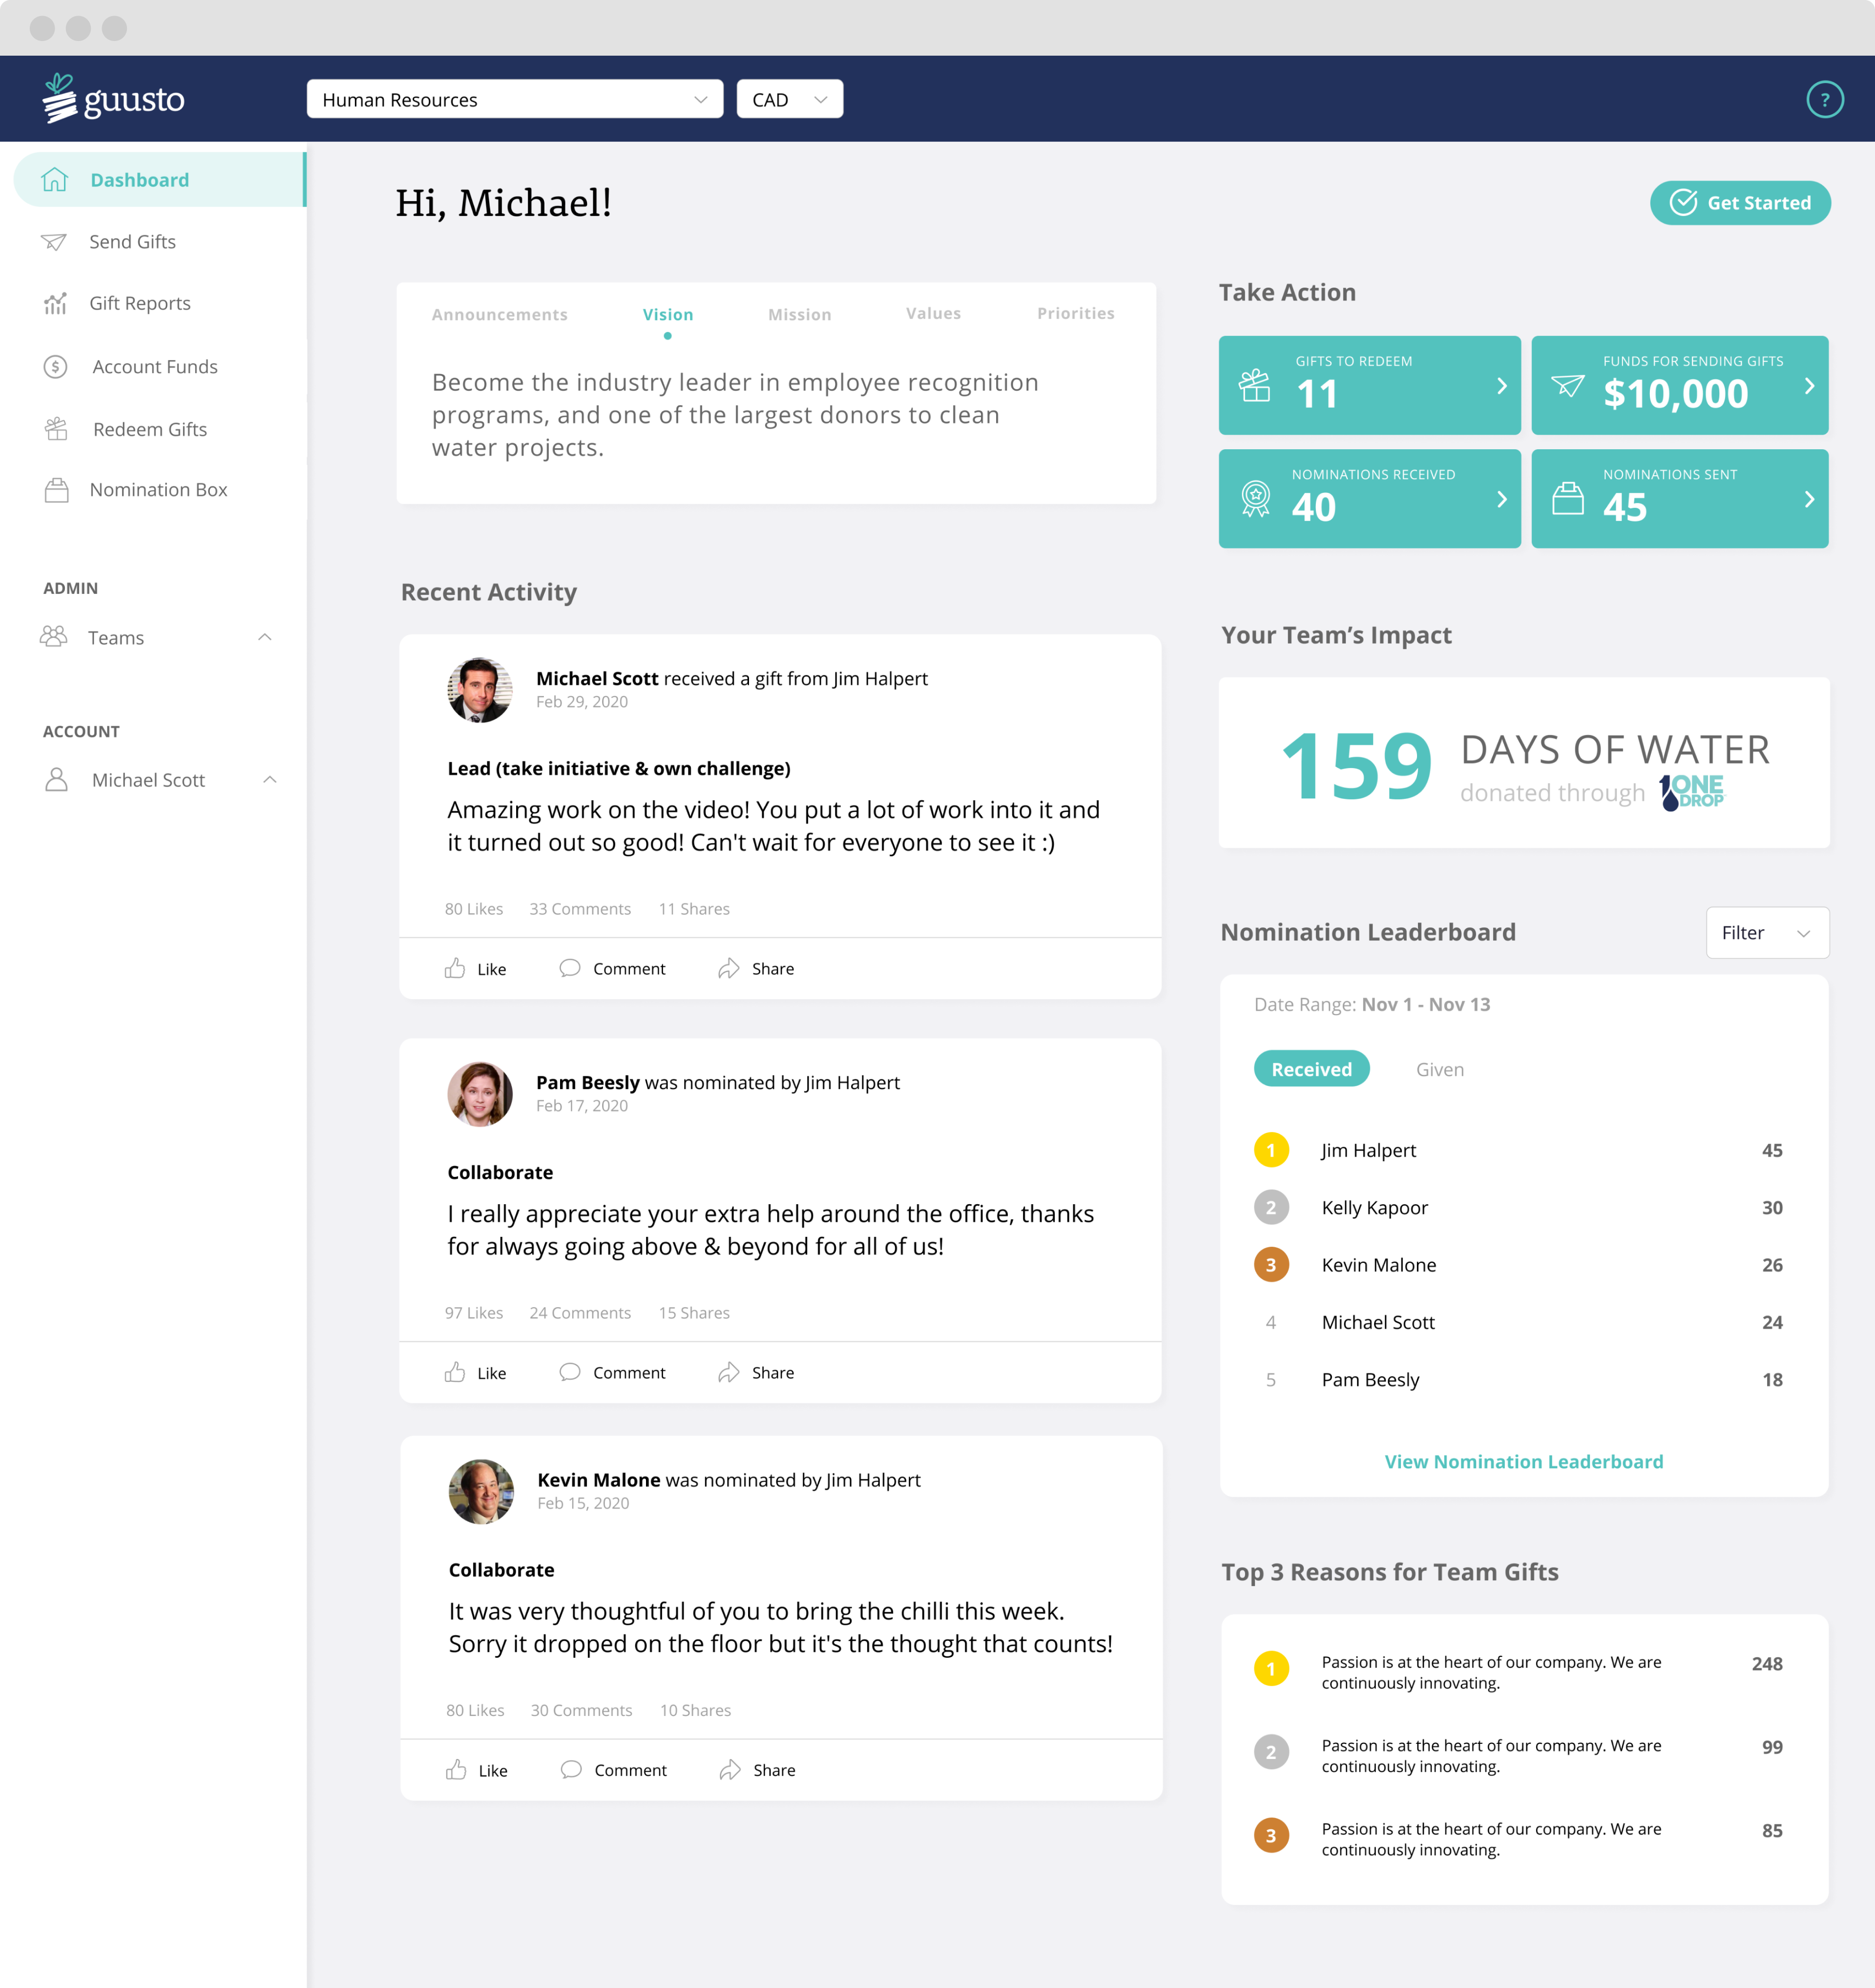 guusto
Human Resources
CAD
?
Dashboard
Send Gifts
Gift Reports
Account Funds
Redeem Gifts
Nomination Box
ADMIN
Teams
ACCOUNT
Michael Scott
Hi, Michael!
Get Started
Announcements
Vision
Mission
Values
Priorities
Become the industry leader in employee recognition
programs, and one of the largest donors to clean
water projects.
Recent Activity
Michael Scott received a gift from Jim Halpert
Feb 29, 2020
Lead (take initiative & own challenge)
Amazing work on the video! You put a lot of work into it and
it turned out so good! Can't wait for everyone to see it :)
80 Likes
33 Comments
11 Shares
Like
Comment
Share
Pam Beesly was nominated by Jim Halpert
Feb 17, 2020
Collaborate
I really appreciate your extra help around the office, thanks
for always going above & beyond for all of us!
97 Likes
24 Comments
15 Shares
Like
Comment
Share
Kevin Malone was nominated by Jim Halpert
Feb 15, 2020
Collaborate
It was very thoughtful of you to bring the chilli this week.
Sorry it dropped on the floor but it's the thought that counts!
80 Likes
30 Comments
10 Shares
Like
Comment
Share
Take Action
GIFTS TO REDEEM
11
FUNDS FOR SENDING GIFTS
$10,000
NOMINATIONS RECEIVED
40
NOMINATIONS SENT
45
Your Team’s Impact
159
DAYS OF WATER
donated through
1 ONE
DROP
Nomination Leaderboard
Filter
Date Range: Nov 1 - Nov 13
Received
Given
1 Jim Halpert 45
2 Kelly Kapoor 30
3 Kevin Malone 26
4 Michael Scott 24
5 Pam Beesly 18
View Nomination Leaderboard
Top 3 Reasons for Team Gifts
1 Passion is at the heart of our company. We are 248
continuously innovating.
2 Passion is at the heart of our company. We are 99
continuously innovating.
3 Passion is at the heart of our company. We are 85
continuously innovating.